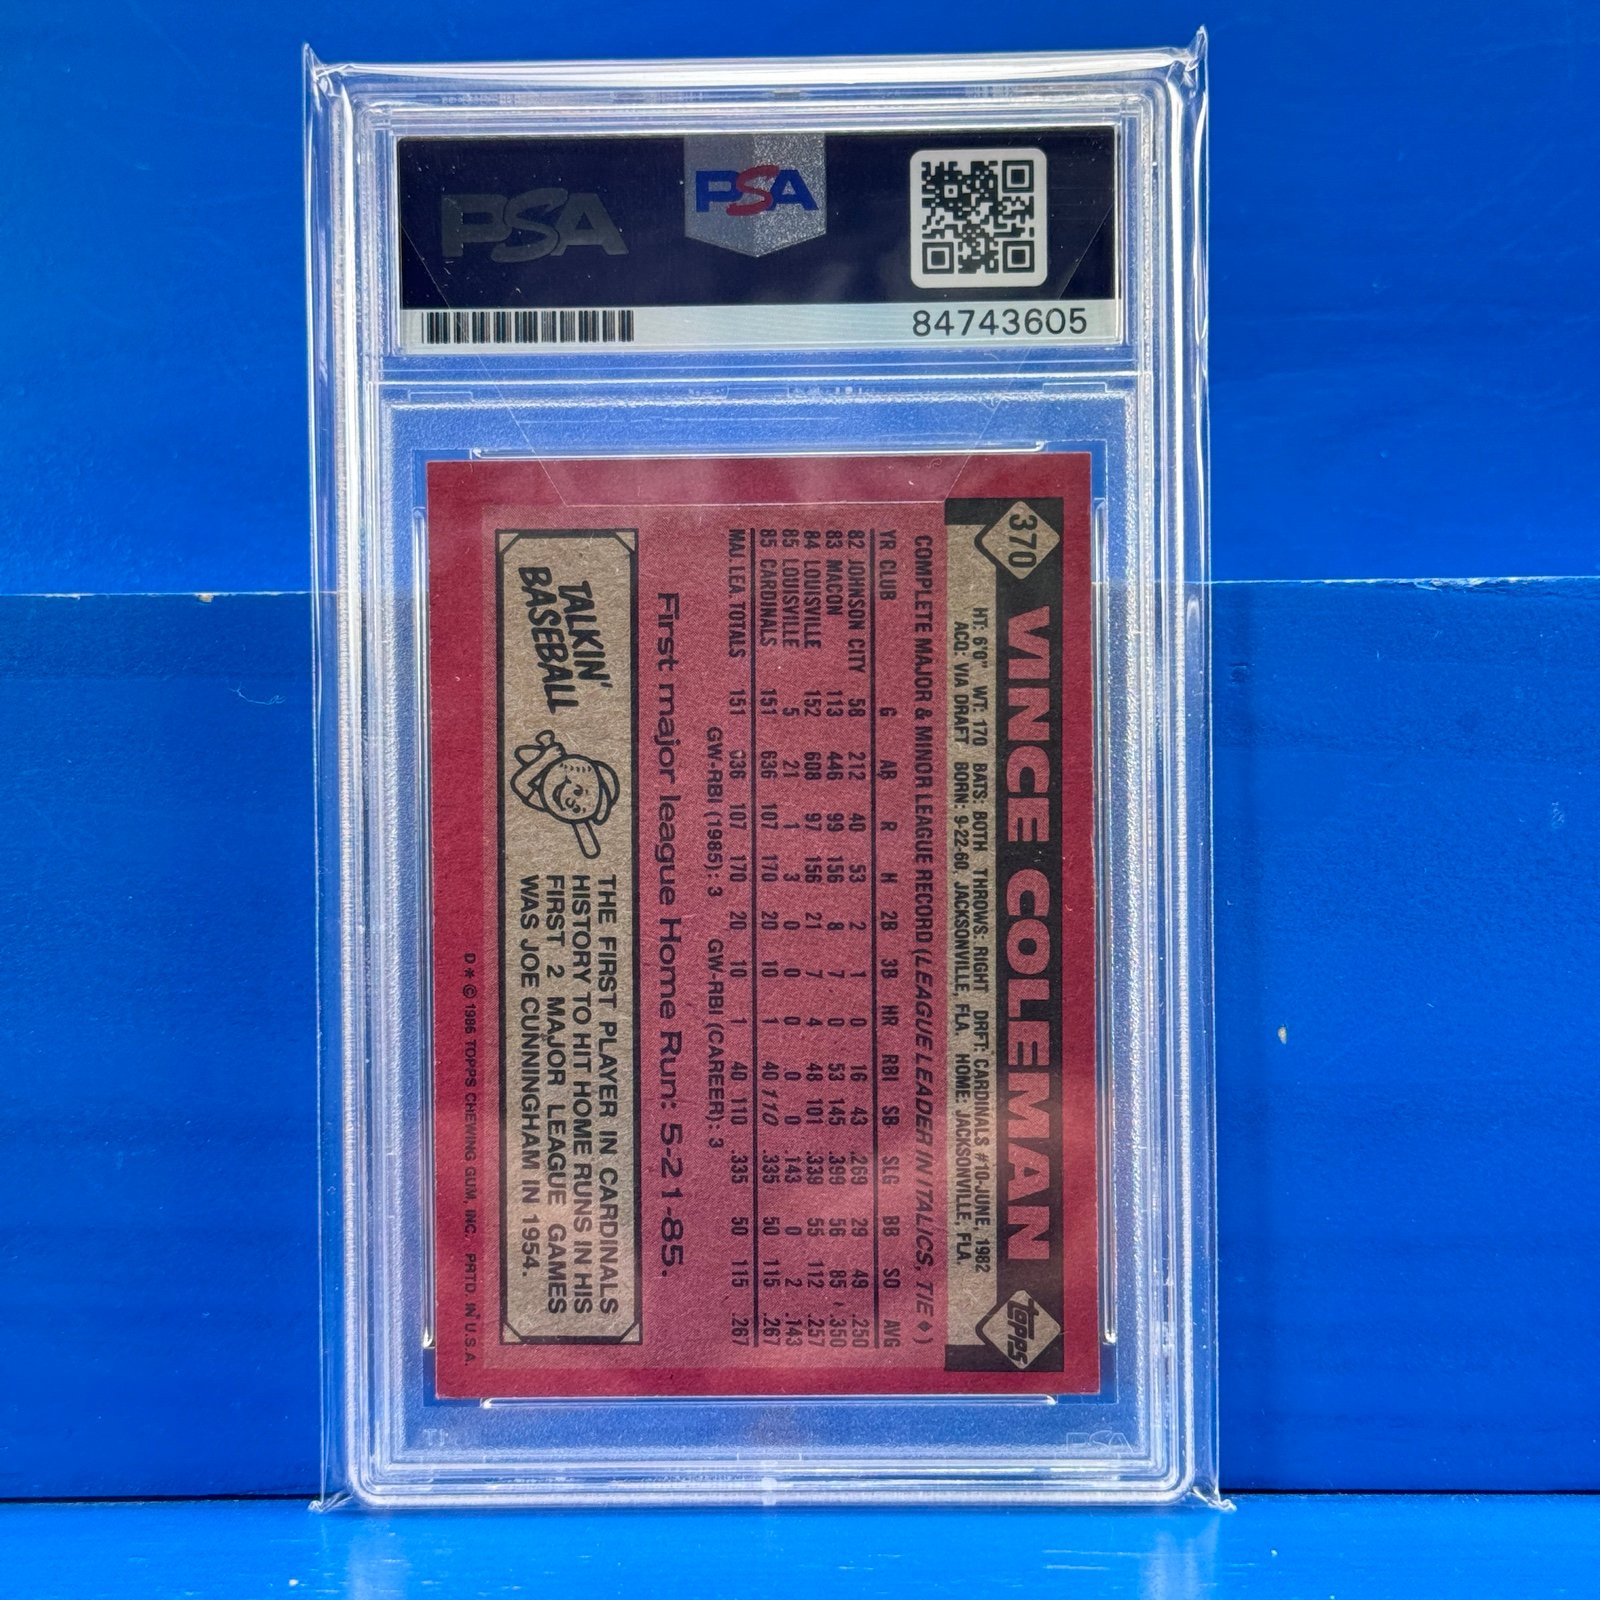 PSA
PSA
84743605
370 VINCE COLEMAN topps
HT: 6'0" WT: 170 BATS: BOTH THROWS: RIGHT DRFT: CARDINALS #10-JUNE, 1982
ACQ: VIA DRAFT BORN: 9-22-60, JACKSONVILLE, FLA. HOME: JACKSONVILLE, FLA.
COMPLETE MAJOR & MINOR LEAGUE RECORD (LEAGUE LEADER IN ITALICS, TIE ♦)
YR CLUB G AB R H 2B 3B HR RBI SB SLG BB SO AVG
82 JOHNSON CITY 58 212 40 53 2 1 0 16 43 .269 29 49 .250
83 MACON 113 446 99 156 8 7 0 53 145 .399 56 85 .350
84 LOUISVILLE 152 608 97 156 21 7 4 48 101 .339 55 112 .257
85 LOUISVILLE 5 21 1 3 0 0 0 0 0 .143 0 2 .143
85 CARDINALS 151 636 107 170 20 10 1 40 110 .335 50 115 .267
MAJ LEA TOTALS 151 636 107 170 20 10 1 40 110 .335 50 115 .267
GW-RBI (1985): 3 GW-RBI (CAREER): 3
First major league Home Run: 5-21-85.
TALKIN'
BASEBALL
THE FIRST PLAYER IN CARDINALS
HISTORY TO HIT HOME RUNS IN HIS
FIRST 2 MAJOR LEAGUE GAMES
WAS JOE CUNNINGHAM IN 1954.
D * © 1986 TOPPS CHEWING GUM, INC., PRTD. IN U.S.A.
PSA